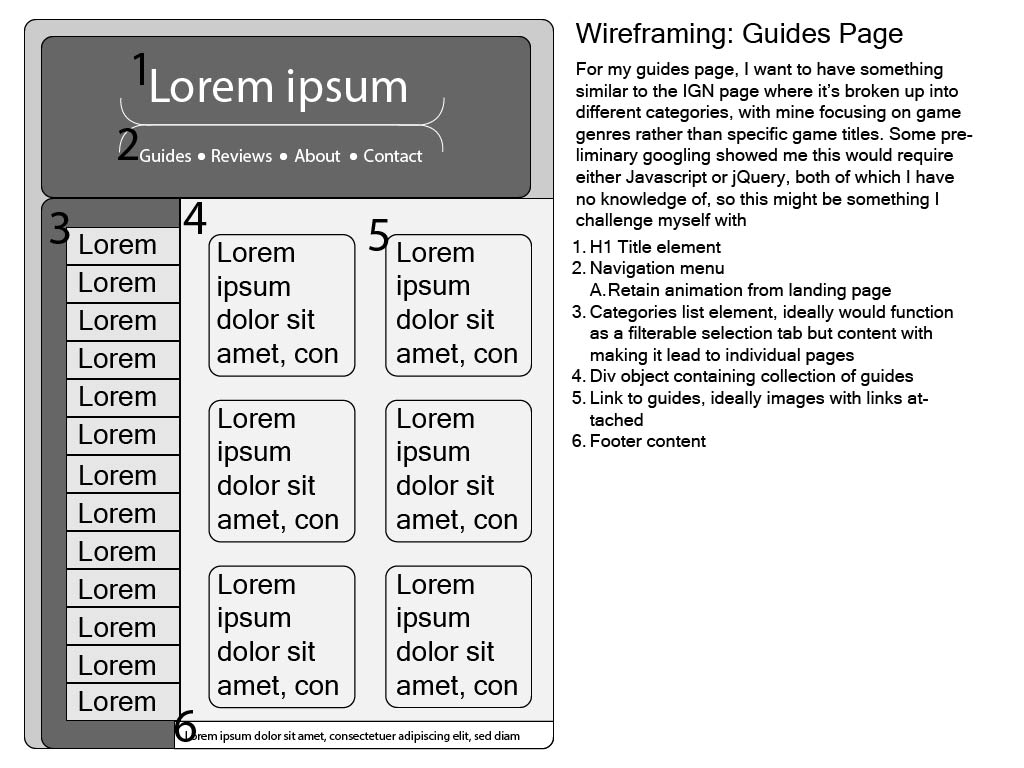 1
Lorem ipsum
2
Guides • Reviews • About • Contact
3
Lorem
Lorem
Lorem
Lorem
Lorem
Lorem
Lorem
Lorem
Lorem
Lorem
Lorem
Lorem
Lorem
4
Lorem
ipsum
dolor sit
amet, con
5
Lorem
ipsum
dolor sit
amet, con
Lorem
ipsum
dolor sit
amet, con
Lorem
ipsum
dolor sit
amet, con
Lorem
ipsum
dolor sit
amet, con
Lorem
ipsum
dolor sit
amet, con
6
Lorem ipsum dolor sit amet, consectetuer adipiscing elit, sed diam
Wireframing: Guides Page
For my guides page, I want to have something
similar to the IGN page where it’s broken up into
different categories, with mine focusing on game
genres rather than specific game titles. Some pre-
liminary googling showed me this would require
either Javascript or jQuery, both of which I have
no knowledge of, so this might be something I
challenge myself with
1. H1 Title element
2. Navigation menu
A. Retain animation from landing page
3. Categories list element, ideally would function
as a filterable selection tab but content with
making it lead to individual pages
4. Div object containing collection of guides
5. Link to guides, ideally images with links at-
tached
6. Footer content